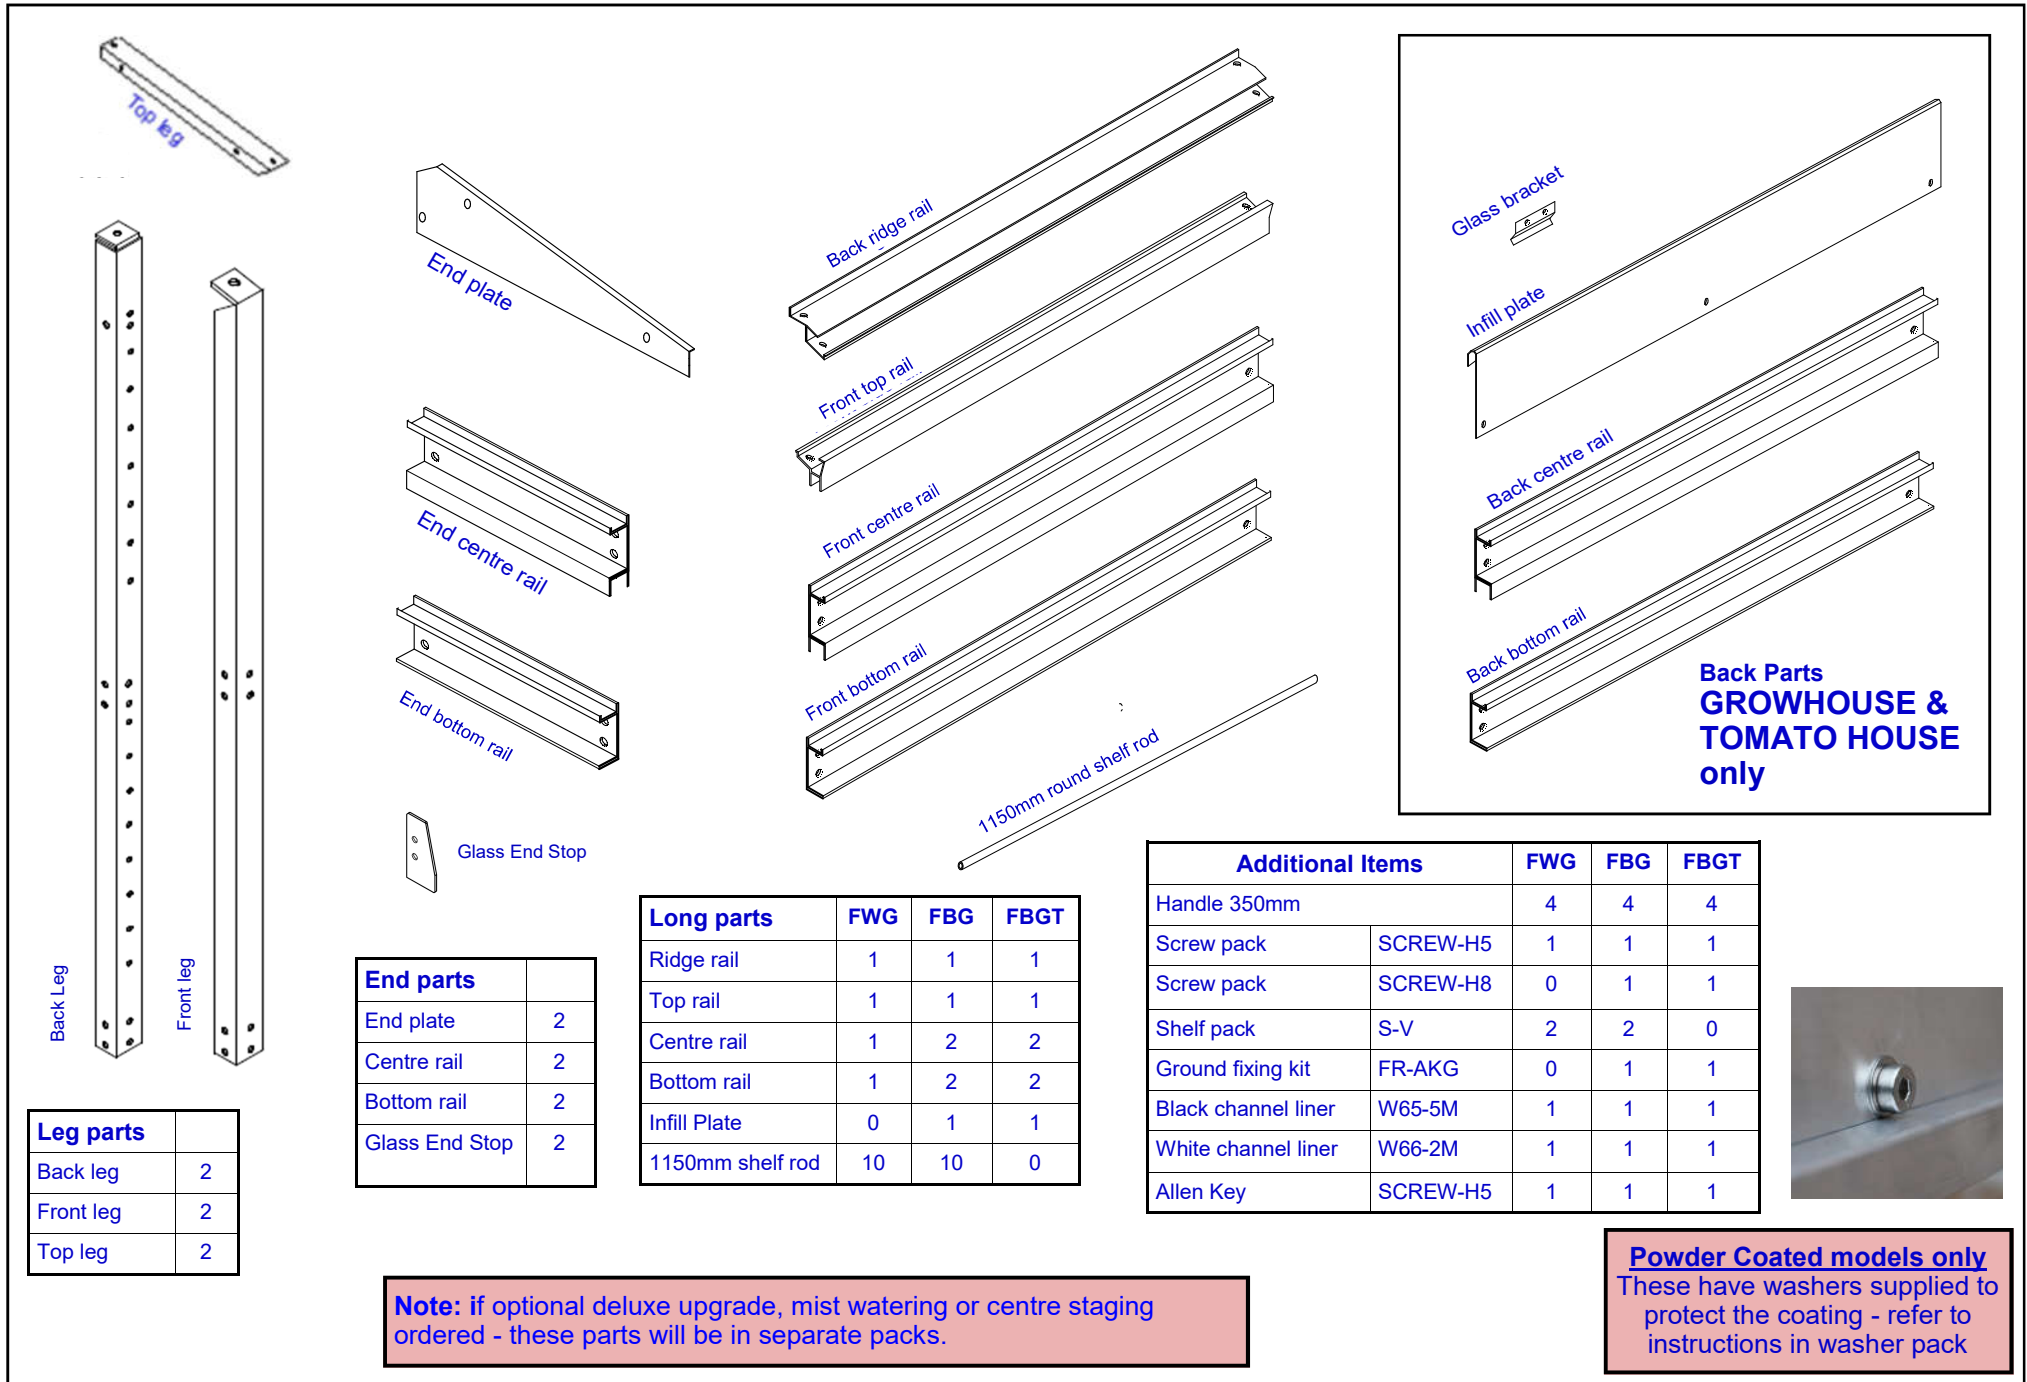 Top leg
Back Leg
Front leg
End plate
End centre rail
End bottom rail
Glass End Stop
Back ridge rail
Front top rail
Front centre rail
Front bottom rail
1150mm round shelf rod
Glass bracket
Infill plate
Back centre rail
Back bottom rail
Back Parts
GROWHOUSE &
TOMATO HOUSE
only
Leg parts
Back leg 2
Front leg 2
Top leg 2
End parts
End plate 2
Centre rail 2
Bottom rail 2
Glass End Stop 2
Long parts FWG FBG FBGT
Ridge rail 1 1 1
Top rail 1 1 1
Centre rail 1 2 2
Bottom rail 1 2 2
Infill Plate 0 1 1
1150mm shelf rod 10 10 0
Additional Items FWG FBG FBGT
Handle 350mm 4 4 4
Screw pack SCREW-H5 1 1 1
Screw pack SCREW-H8 0 1 1
Shelf pack S-V 2 2 0
Ground fixing kit FR-AKG 0 1 1
Black channel liner W65-5M 1 1 1
White channel liner W66-2M 1 1 1
Allen Key SCREW-H5 1 1 1
Note: if optional deluxe upgrade, mist watering or centre staging
ordered - these parts will be in separate packs.
Powder Coated models only
These have washers supplied to
protect the coating - refer to
instructions in washer pack